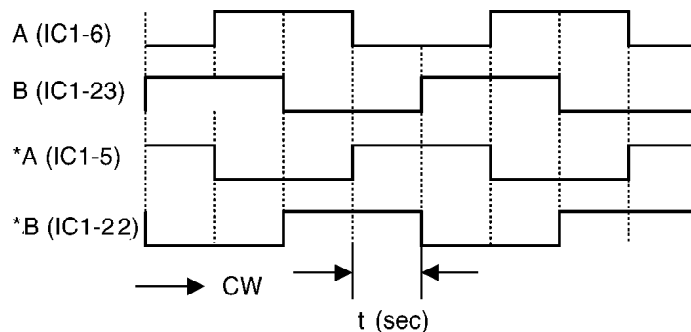 A (IC1-6)
B (IC1-23)
*A (IC1-5)
*B (IC1-22)
CW
t (sec)